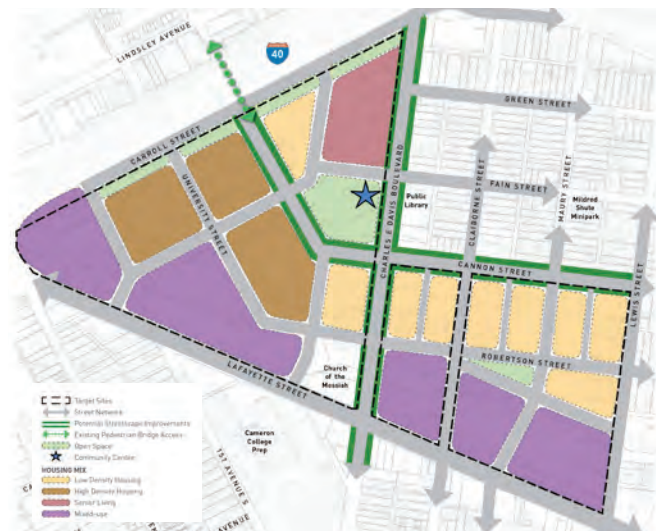 LINDSLEY AVENUE
40
CARROLL STREET
GREEN STREET
UNIVERSITY STREET
CHARLES E DAVIS BOULEVARD
Public
Library
CLAIBORNE STREET
FAIN STREET
MAURY STREET
Mildred
Shute
Minipark
CANNON STREET
LEWIS STREET
ROBERTSON STREET
LAFAYETTE STREET
Church
of the
Messiah
Cameron
College
Prep
1ST AVENUE S
AVENUE
Target Sites
Street Network
Potential Streetscape Improvements
Existing Pedestrian Bridge Access
Open Space
Community Center
HOUSING MIX
Low Density Housing
High Density Housing
Senior Living
Mixed-use